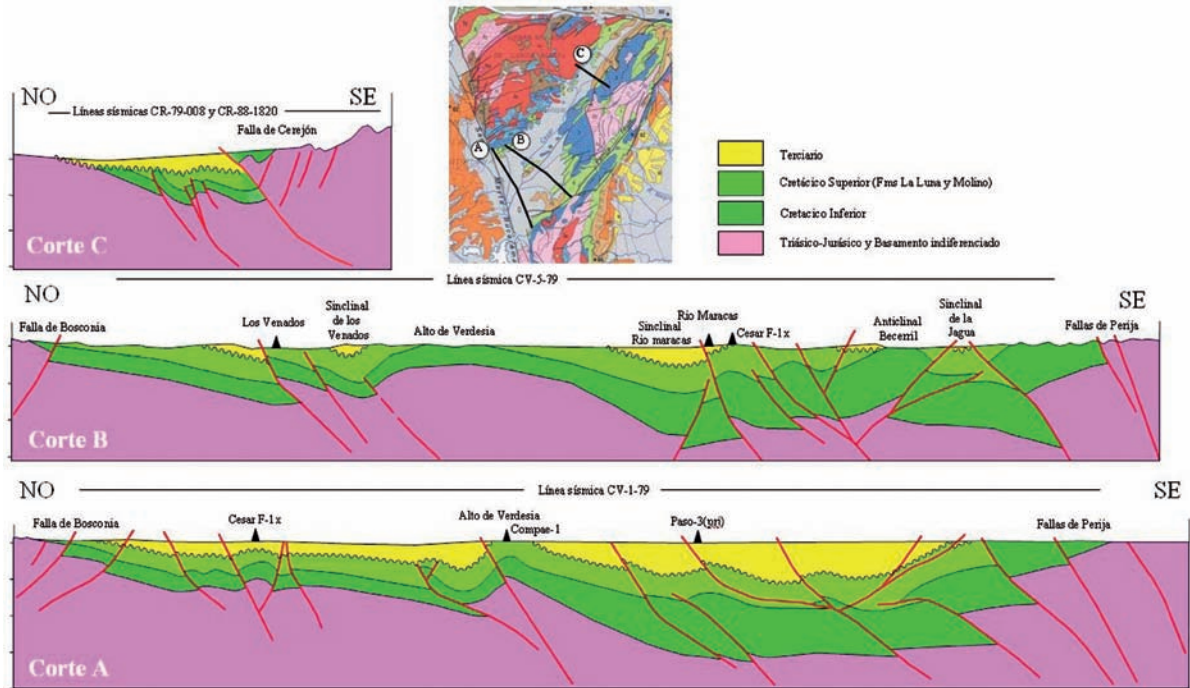 NO
SE
Líneas sísmicas CR-79-008 y CR-88-1820
Falla de Cerejón
Corte C
C
B
A
Terciario
Cretácico Superior (Fms La Luna y Molino)
Cretacico Inferior
Triásico-Jurásico y Basamento indiferenciado
Línea sísmica CV-5-79
NO
SE
Falla de Bosconia
Los Venados
Sinclinal
de los
Venados
Alto de Verdesia
Sinclinal
Rio maracas
Rio Maracas
Cesar F-1x
Anticlinal
Becerril
Sinclinal
de la
Jagua
Fallas de Perija
Corte B
NO
Línea sísmica CV-1-79
SE
Falla de Bosconia
Cesar F-1x
Alto de Verdesia
Compae-1
Paso-3(pri)
Fallas de Perija
Corte A